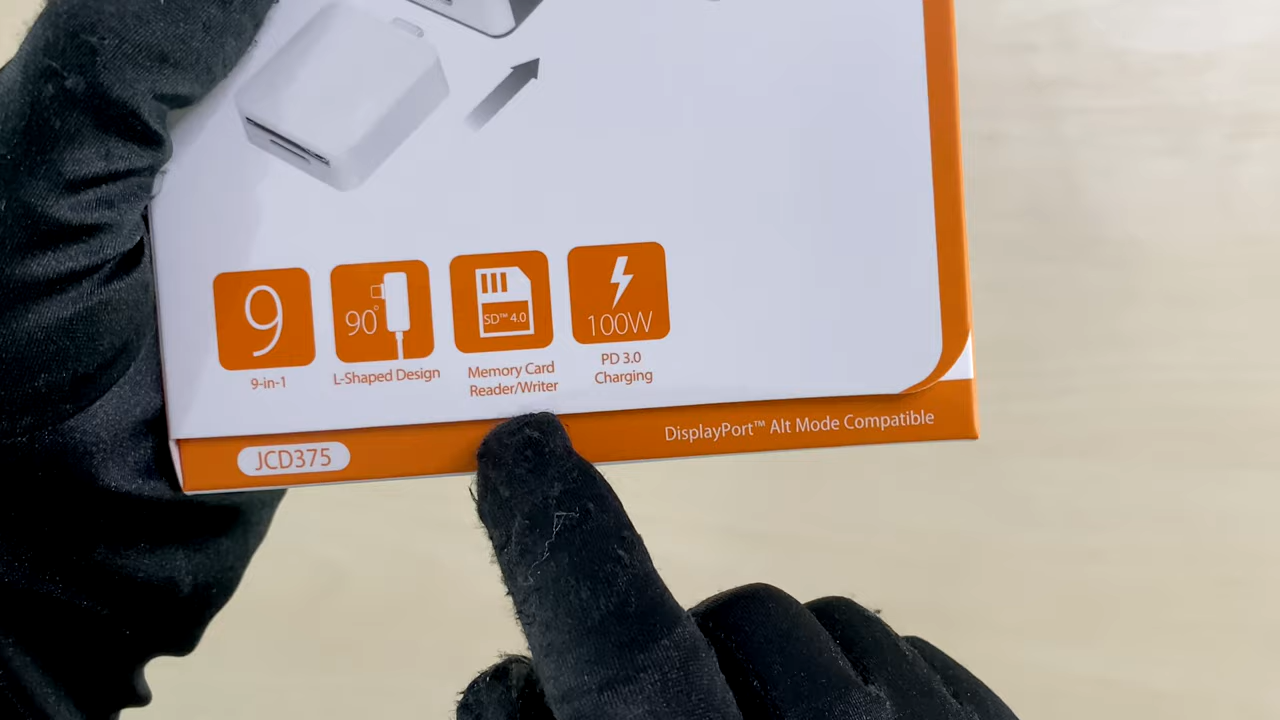 9
90°
SD™ 4.0
100W
9-in-1
L-Shaped Design
Memory Card
Reader/Writer
PD 3.0
Charging
JCD375
DisplayPort™ Alt Mode Compatible